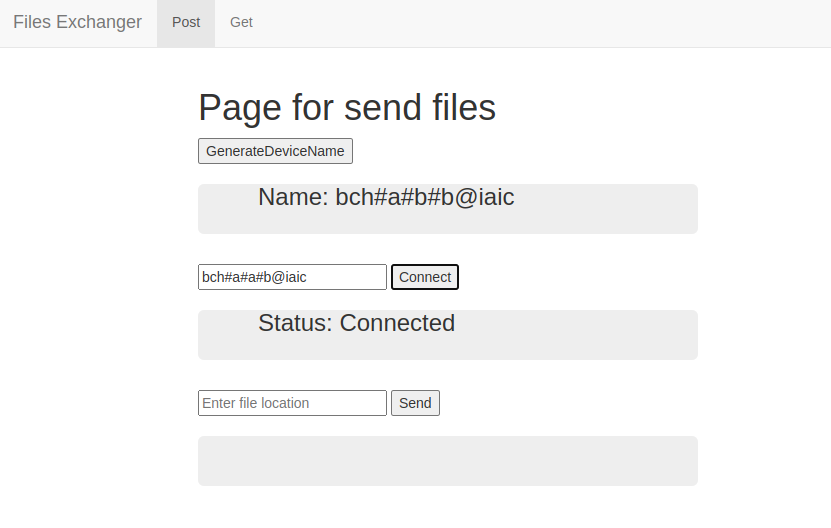 Files Exchanger Post Get
Page for send files
GenerateDeviceName
Name: bch#a#b#b@iaic
bch#a#a#b@iaic Connect
Status: Connected
Enter file location Send